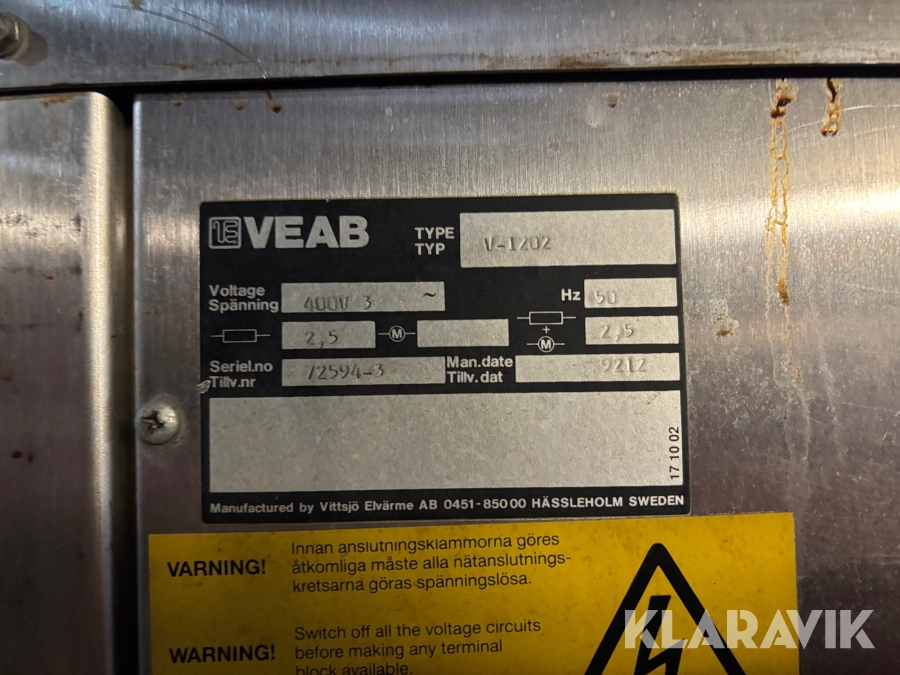 VEAB
TYPE
TYP
V-1202
Voltage
Spänning
400V 3 ~
Hz 50
2,5
M
+
M
2,5
Seriel.no
Tillv.nr
72594-3
Man.date
Tillv.dat
9212
17 10 02
Manufactured by Vittsjö Elvärme AB 0451-850 00 HÄSSLEHOLM SWEDEN
VARNING!
Innan anslutningsklammorna göres
åtkomliga måste alla nätanslutnings-
kretsarna göras spänningslösa.
WARNING!
Switch off all the voltage circuits
before making any terminal
block available.
KLARAVIK